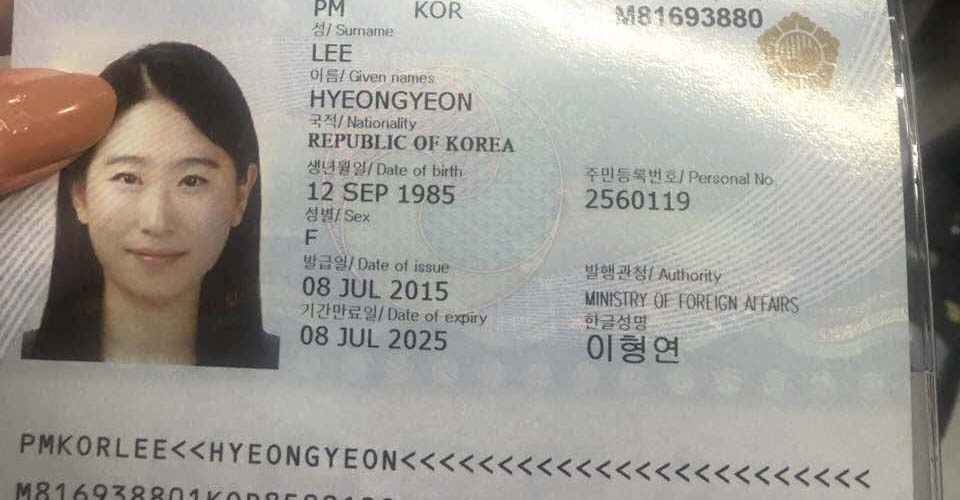 PM KOR M81693880
성/ Surname
LEE
이름/ Given names
HYEONGYEON
국적/ Nationality
REPUBLIC OF KOREA
생년월일/ Date of birth
주민등록번호/ Personal No.
12 SEP 1985
2560119
성별/ Sex
F
발급일/ Date of issue
발행관청/ Authority
08 JUL 2015
MINISTRY OF FOREIGN AFFAIRS
기간만료일/ Date of expiry
한글성명
08 JUL 2025
이형연
PMKORLEE<<HYEONGYEON<<<<<<<<<<<<<<<<<<<<<<<<